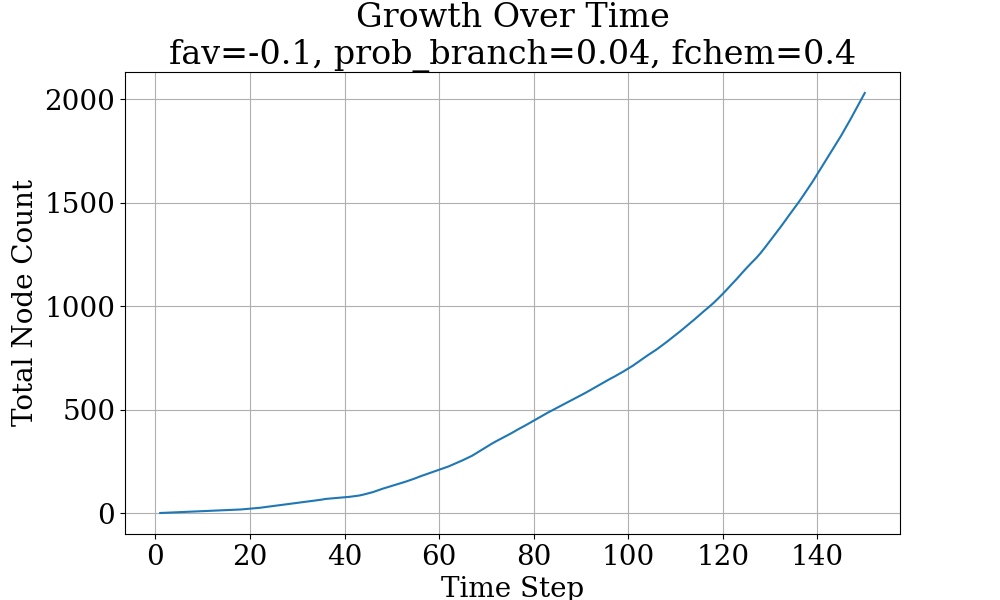 Growth Over Time
fav=-0.1, prob_branch=0.04, fchem=0.4
Total Node Count
2000
1500
1000
500
0
0 20 40 60 80 100 120 140
Time Step